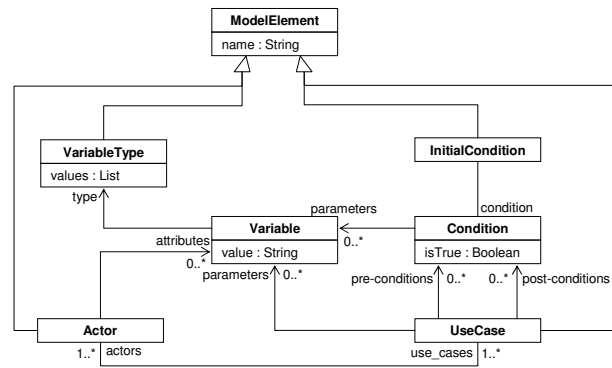 ModelElement
name : String
VariableType
values : List
type
InitialCondition
condition
parameters
0..*
Variable
value : String
attributes
0..*
parameters
0..*
Condition
isTrue : Boolean
pre-conditions
0..*
0..*
post-conditions
Actor
1..*
actors
UseCase
use_cases
1..*